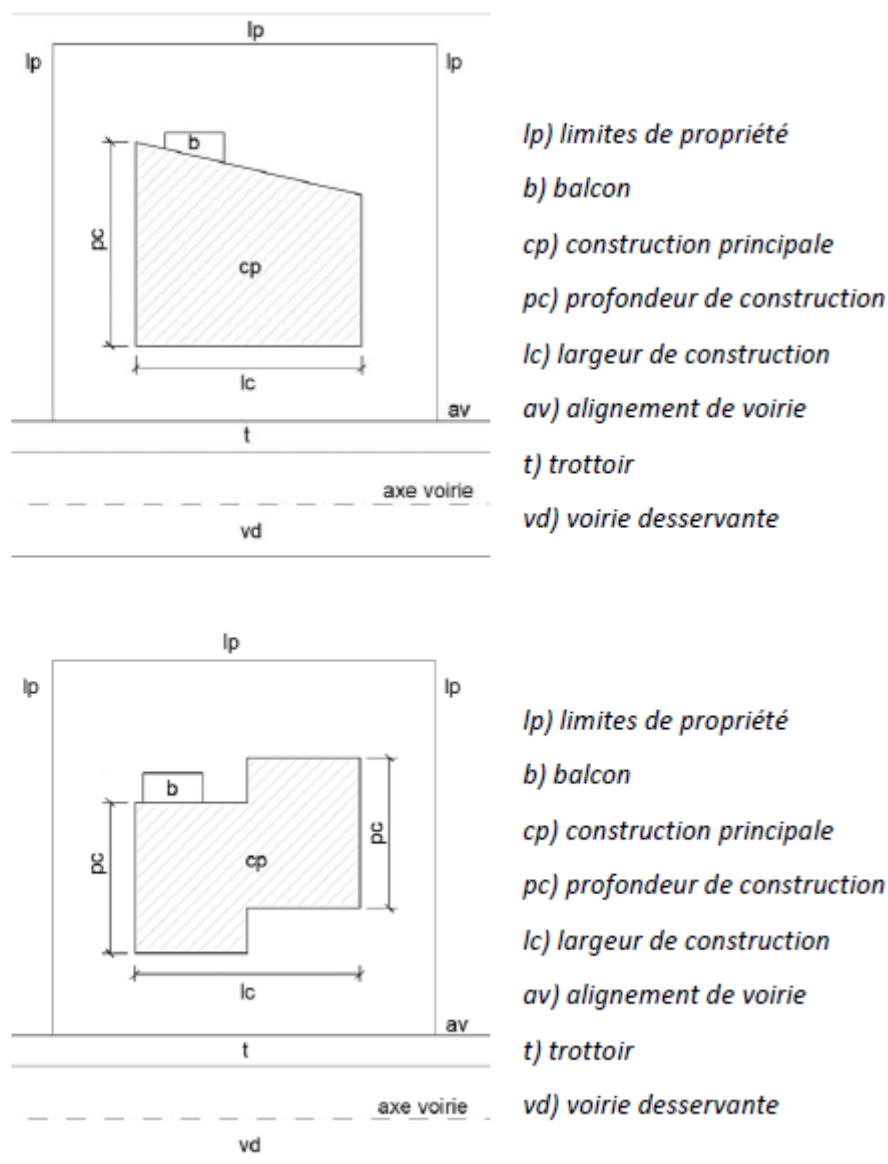 lp
lp
lp
b
pc
cp
lc
av
t
axe voirie
vd
lp) limites de propriété
b) balcon
cp) construction principale
pc) profondeur de construction
lc) largeur de construction
av) alignement de voirie
t) trottoir
vd) voirie desservante
lp
lp
lp
b
pc
cp
pc
lc
av
t
axe voirie
vd
lp) limites de propriété
b) balcon
cp) construction principale
pc) profondeur de construction
lc) largeur de construction
av) alignement de voirie
t) trottoir
vd) voirie desservante